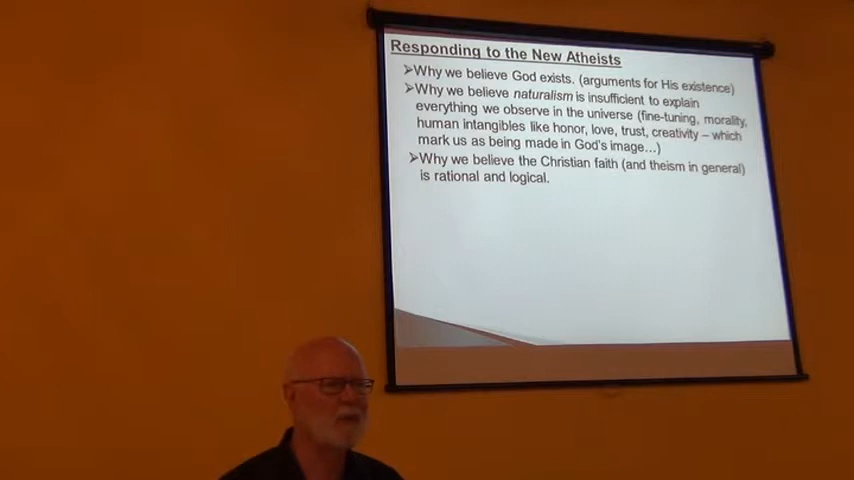 Responding to the New Atheists
➢Why we believe God exists. (arguments for His existence)
➢Why we believe naturalism is insufficient to explain
everything we observe in the universe (fine-tuning, morality,
human intangibles like honor, love, trust, creativity – which
mark us as being made in God's image…)
➢Why we believe the Christian faith (and theism in general)
is rational and logical.